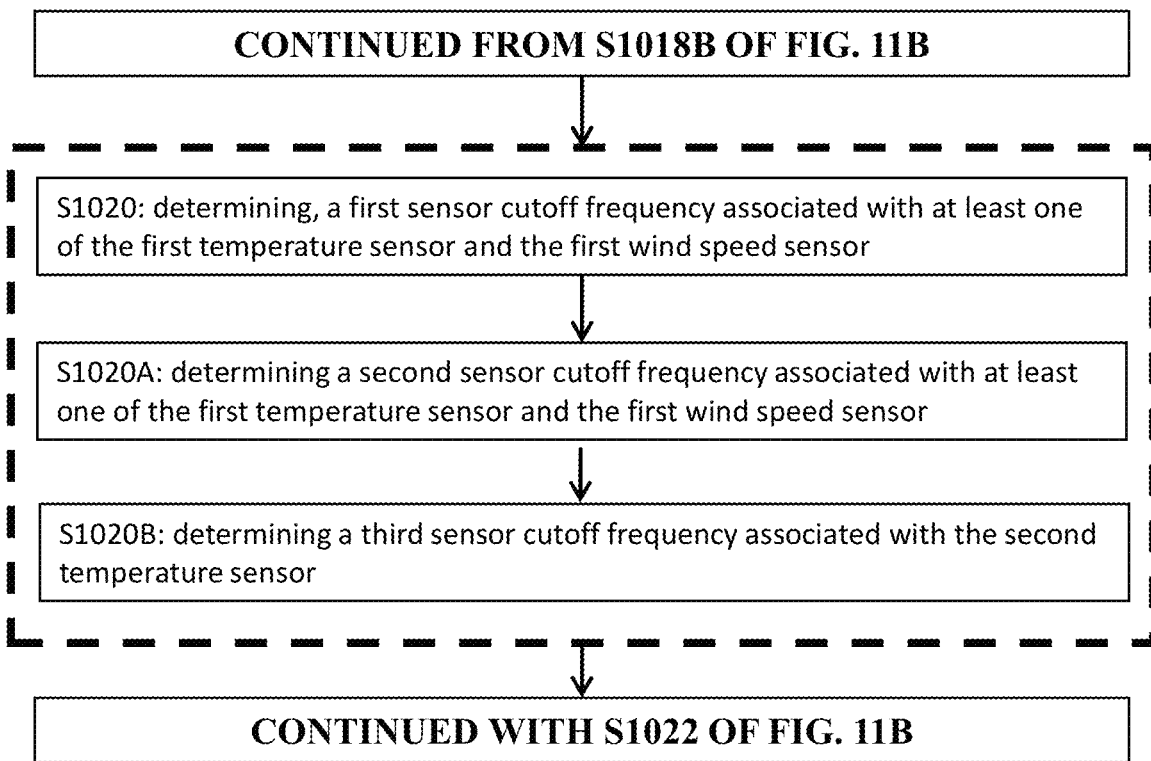 CONTINUED FROM S1018B OF FIG. 11B
S1020: determining, a first sensor cutoff frequency associated with at least one
of the first temperature sensor and the first wind speed sensor
S1020A: determining a second sensor cutoff frequency associated with at least
one of the first temperature sensor and the first wind speed sensor
S1020B: determining a third sensor cutoff frequency associated with the second
temperature sensor
CONTINUED WITH S1022 OF FIG. 11B